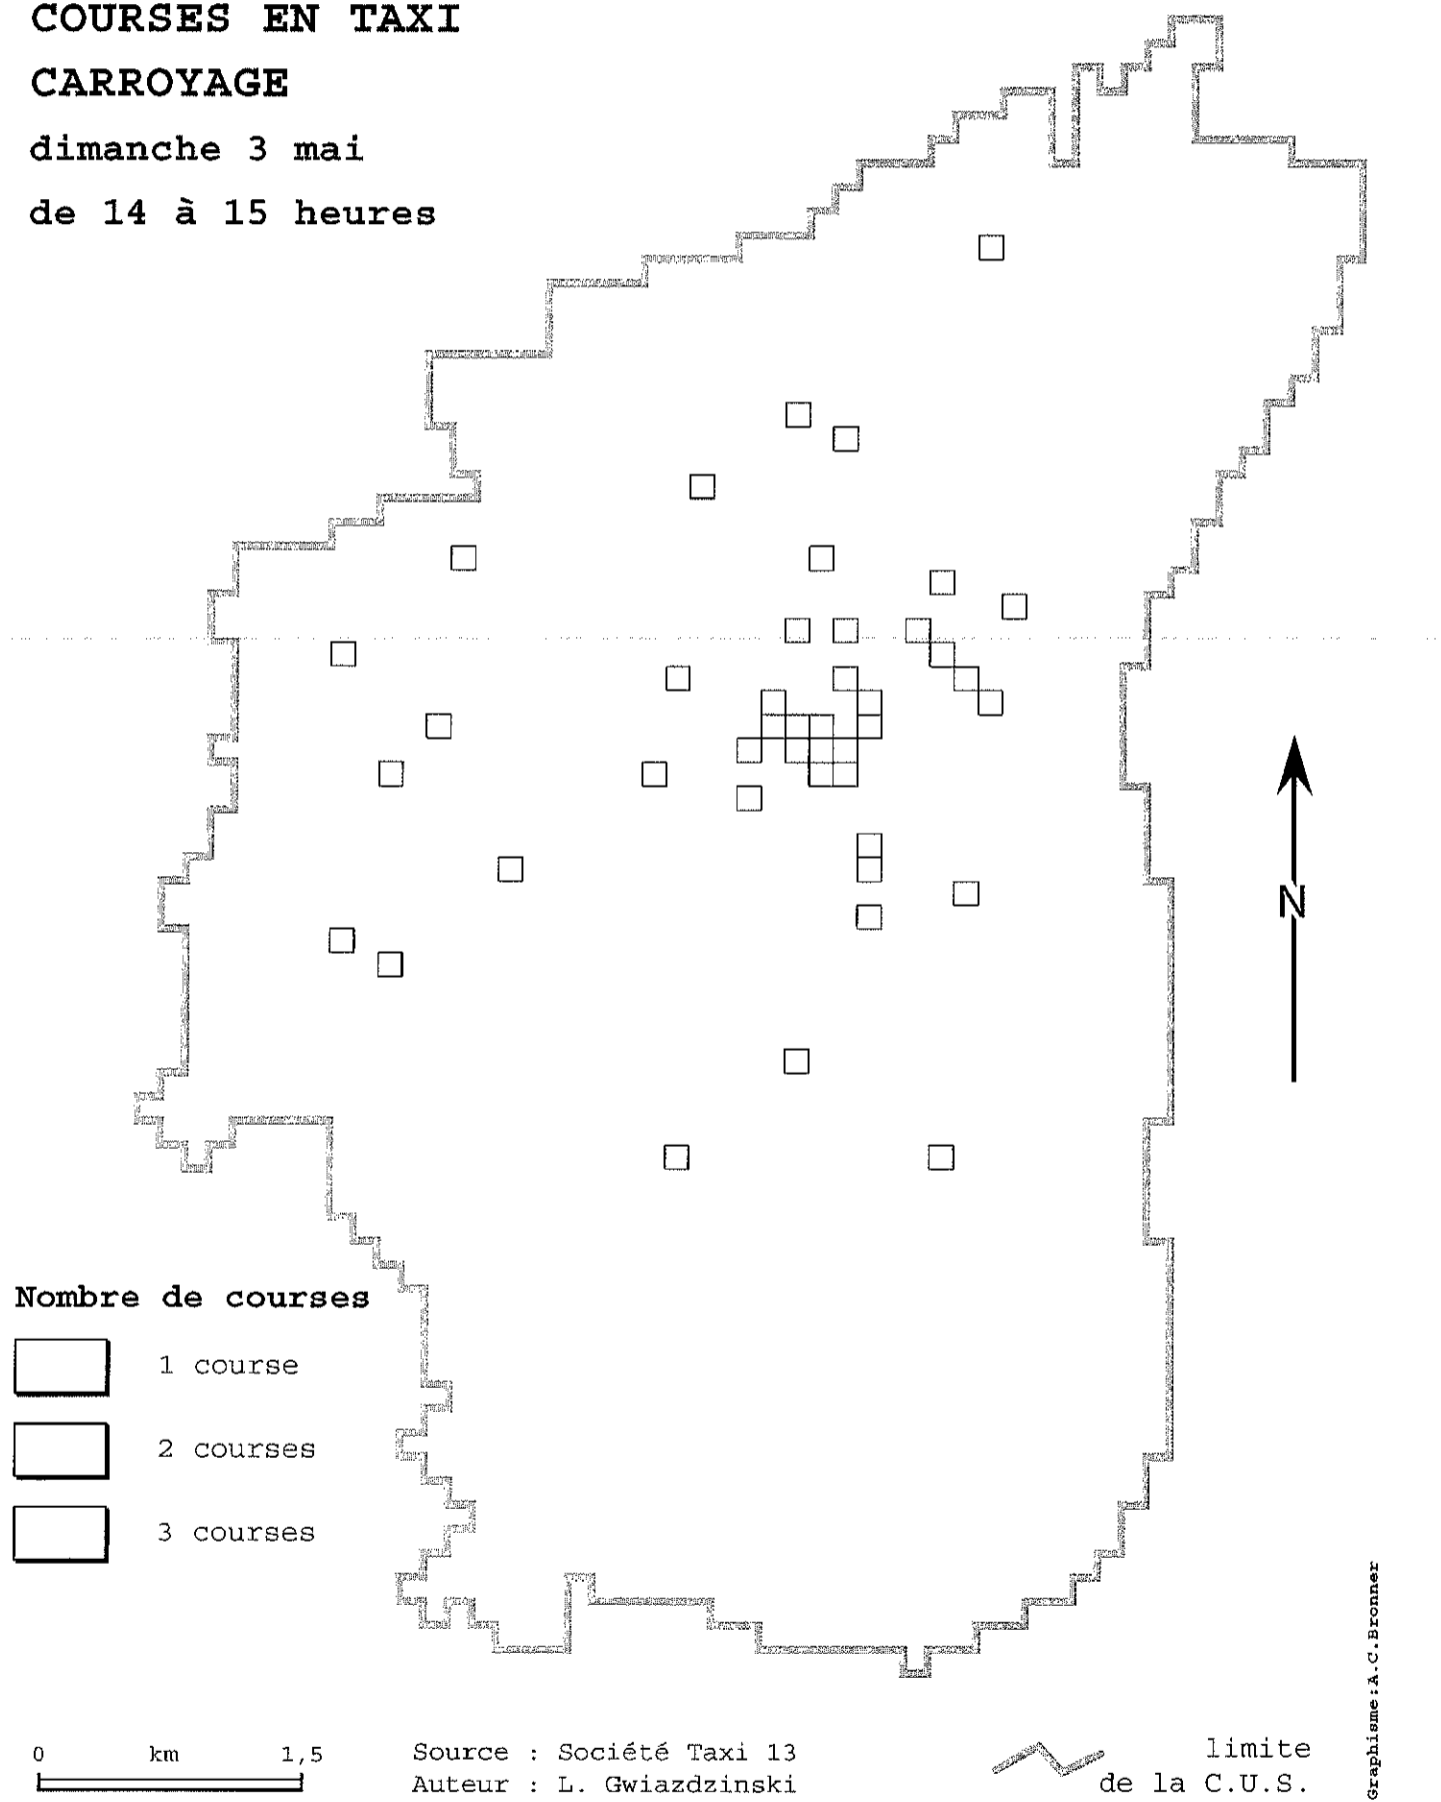 COURSES EN TAXI
CARROYAGE
dimanche 3 mai
de 14 à 15 heures
N
Nombre de courses
1 course
2 courses
3 courses
0 km 1,5
Source : Société Taxi 13
Auteur : L. Gwiazdzinski
limite
de la C.U.S.
Graphisme:A.C.Bronner